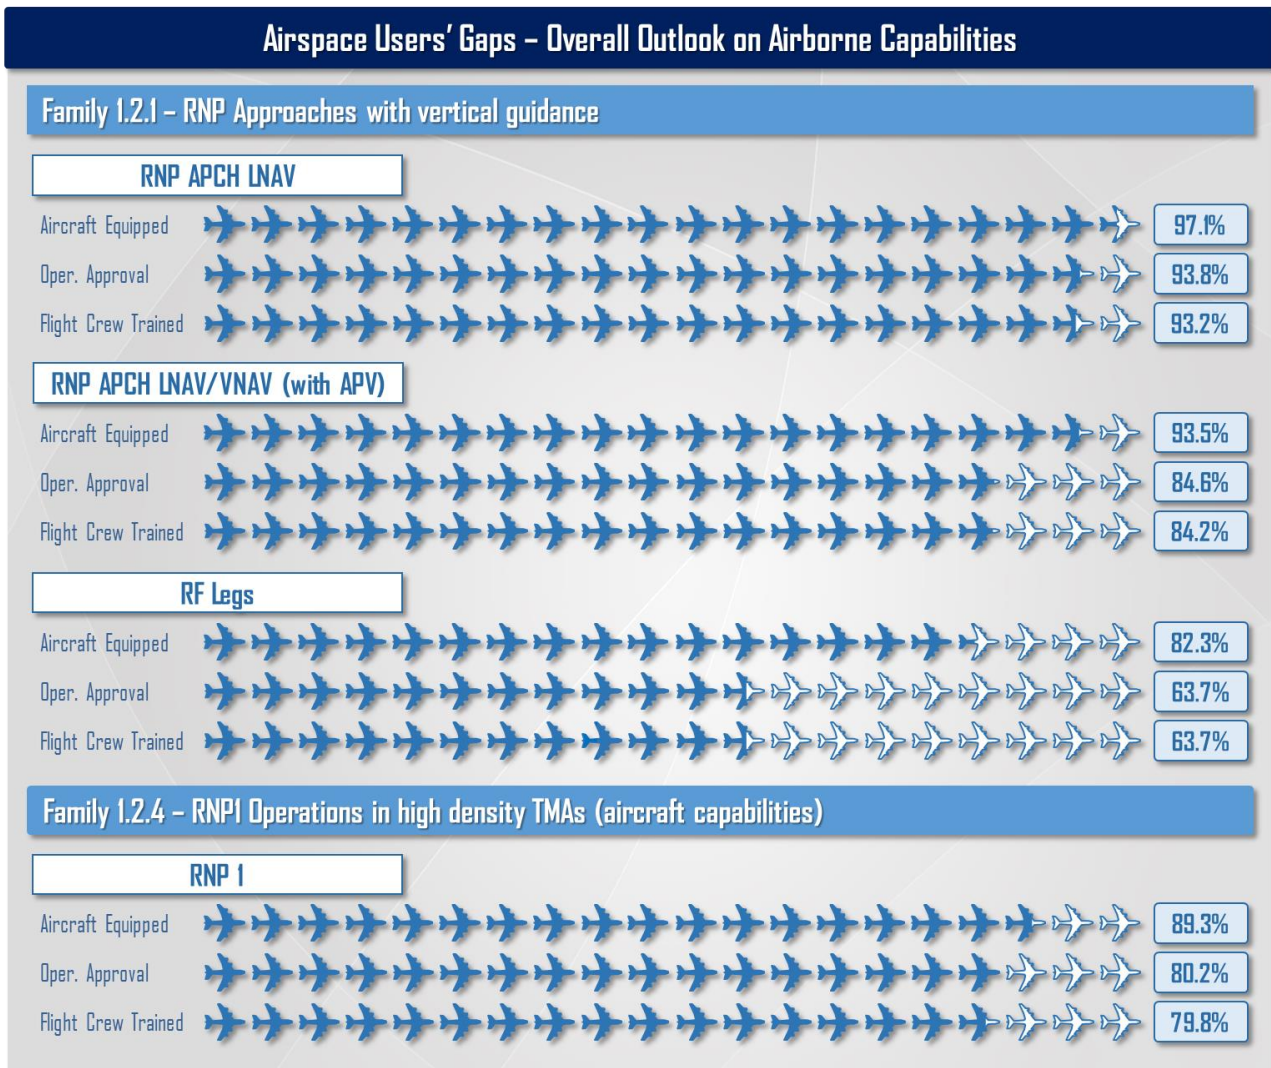 Airspace Users' Gaps – Overall Outlook on Airborne Capabilities
Family 1.2.1 – RNP Approaches with vertical guidance
RNP APCH LNAV
Aircraft Equipped 97.1%
Oper. Approval 93.8%
Flight Crew Trained 93.2%
RNP APCH LNAV/VNAV (with APV)
Aircraft Equipped 93.5%
Oper. Approval 84.6%
Flight Crew Trained 84.2%
RF Legs
Aircraft Equipped 82.3%
Oper. Approval 63.7%
Flight Crew Trained 63.7%
Family 1.2.4 – RNP1 Operations in high density TMAs (aircraft capabilities)
RNP 1
Aircraft Equipped 89.3%
Oper. Approval 80.2%
Flight Crew Trained 79.8%